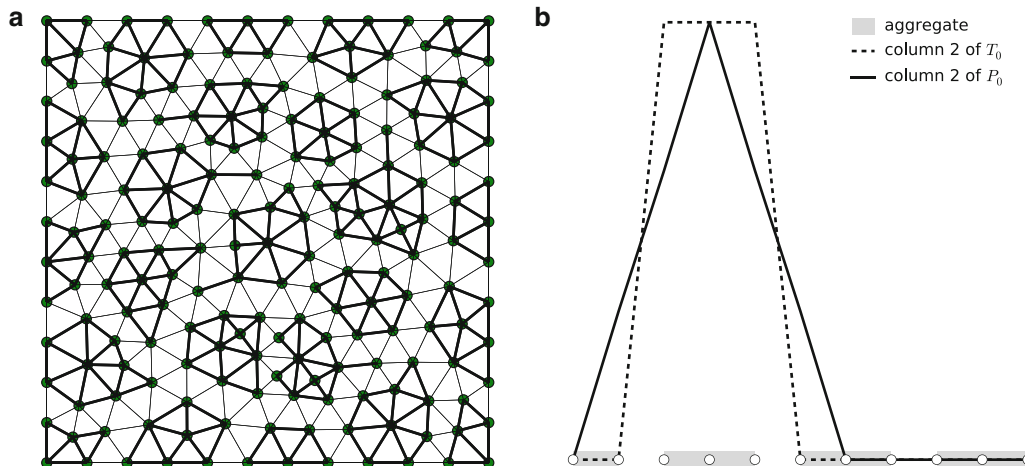 a
b
aggregate
column 2 of T₀
column 2 of P₀